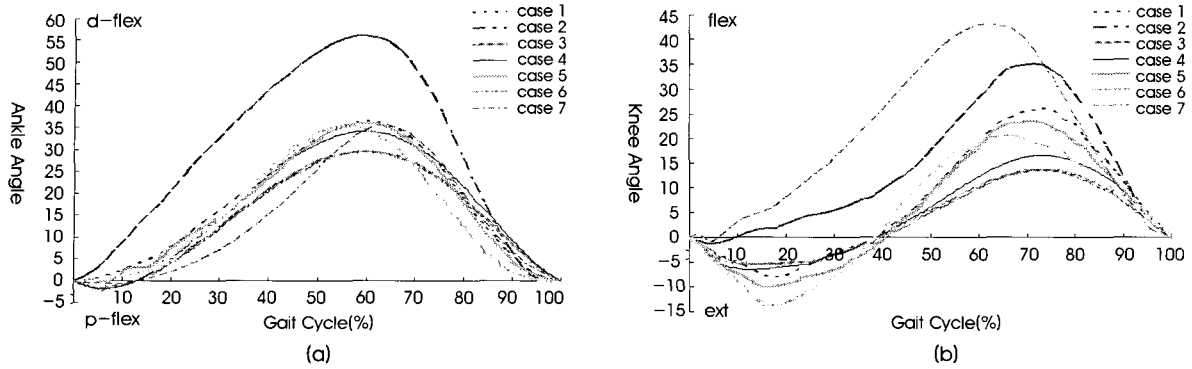 60 d-flex
55
50
45
40
35
30
25
20
15
10
5
0
-5
Ankle Angle
10 20 30 40 50 60 70 80 90 100
p-flex
Gait Cycle(%)
case 1
case 2
case 3
case 4
case 5
case 6
case 7
(a)
45 flex
40
35
30
25
20
15
10
5
0
-5
-10
-15
Knee Angle
10 20 30 40 50 60 70 80 90 100
ext
Gait Cycle(%)
case 1
case 2
case 3
case 4
case 5
case 6
case 7
(b)